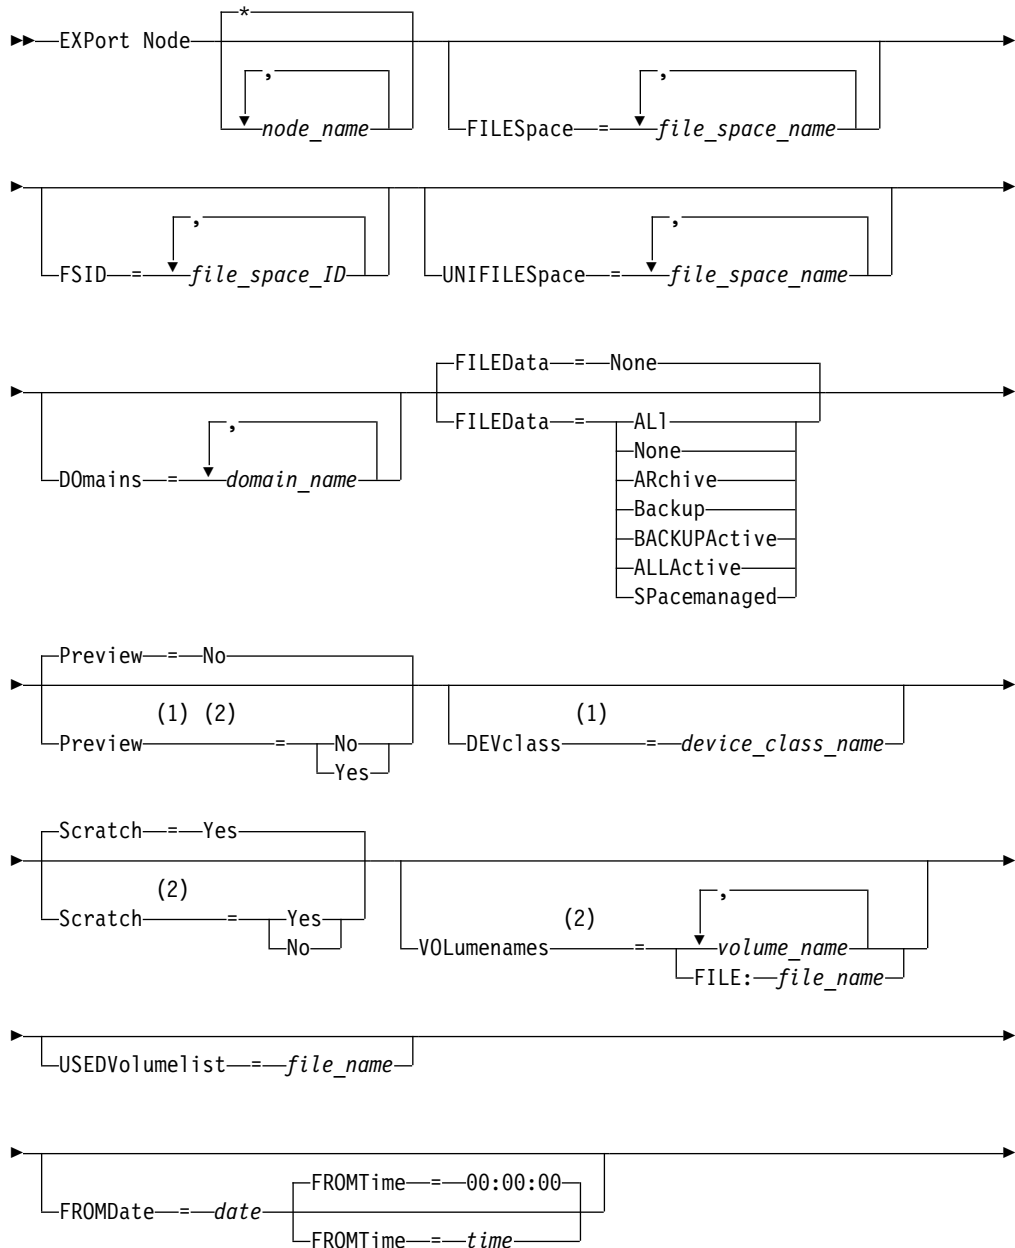 *
EXPort Node
,
node_name
,
FILESpace = file_space_name
,
FSID = file_space_ID
,
UNIFILESpace = file_space_name
,
DOmains = domain_name
FILEData = None
FILEData = ALl
None
ARchive
Backup
BACKUPActive
ALLActive
SPacemanaged
Preview = No
(1) (2)
Preview = No
Yes
(1)
DEVclass = device_class_name
Scratch = Yes
(2)
Scratch = Yes
No
(2)
,
VOLumenames = volume_name
FILE: file_name
USEDVolumelist = file_name
FROMTime = 00:00:00
FROMDate = date
FROMTime = time